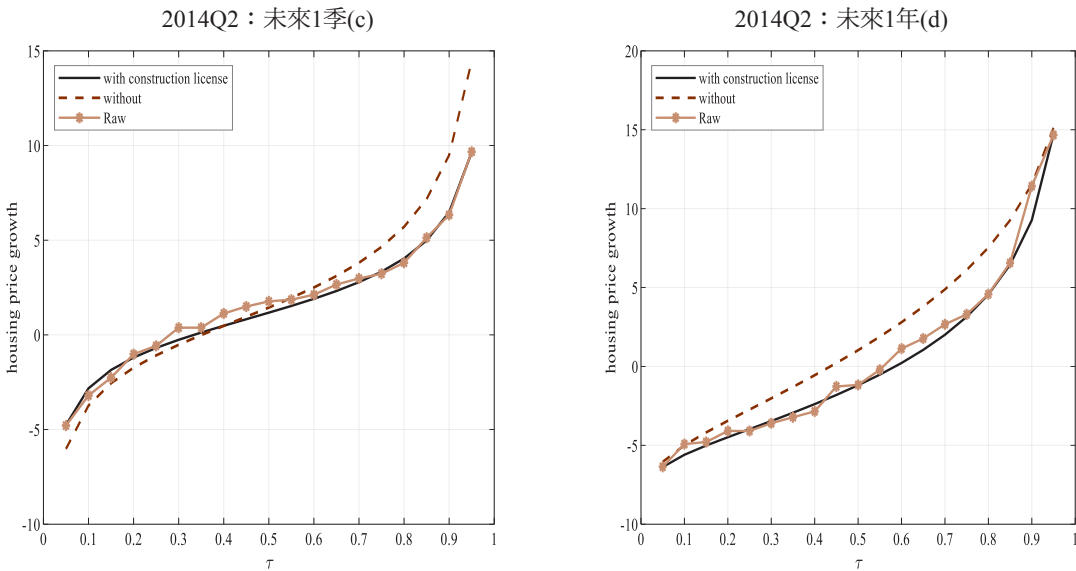 2014Q2：未來1季(c)
15
10
5
0
-5
-10
housing price growth
with construction license
without
Raw
0 0.1 0.2 0.3 0.4 0.5 0.6 0.7 0.8 0.9 1
τ
2014Q2：未來1年(d)
20
15
10
5
0
-5
-10
housing price growth
with construction license
without
Raw
0 0.1 0.2 0.3 0.4 0.5 0.6 0.7 0.8 0.9 1
τ